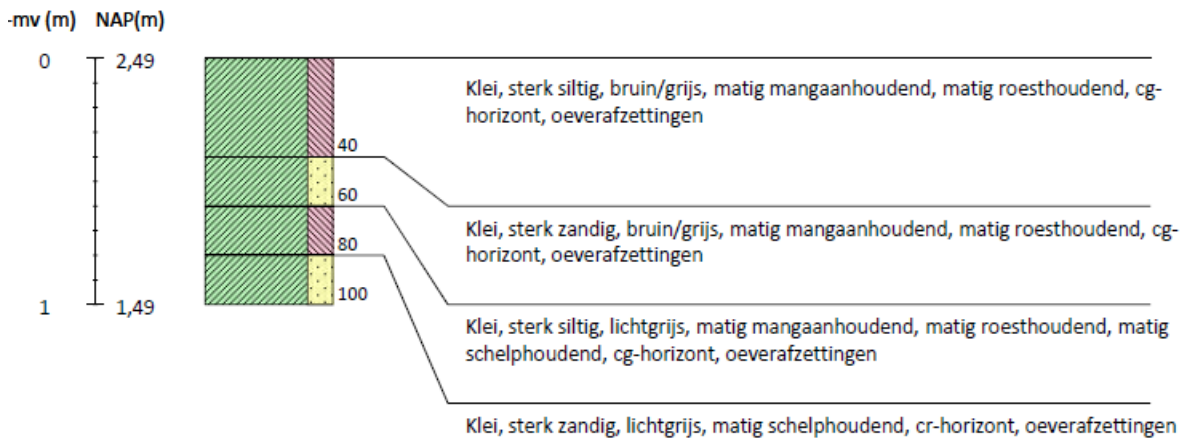 -mv (m) NAP(m)
0 2,49
Klei, sterk siltig, bruin/grijs, matig mangaanhoudend, matig roesthoudend, cg-
horizont, oeverafzettingen
40
60
Klei, sterk zandig, bruin/grijs, matig mangaanhoudend, matig roesthoudend, cg-
horizont, oeverafzettingen
80
100
1 1,49
Klei, sterk siltig, lichtgrijs, matig mangaanhoudend, matig roesthoudend, matig
schelphoudend, cg-horizont, oeverafzettingen
Klei, sterk zandig, lichtgrijs, matig schelphoudend, cr-horizont, oeverafzettingen